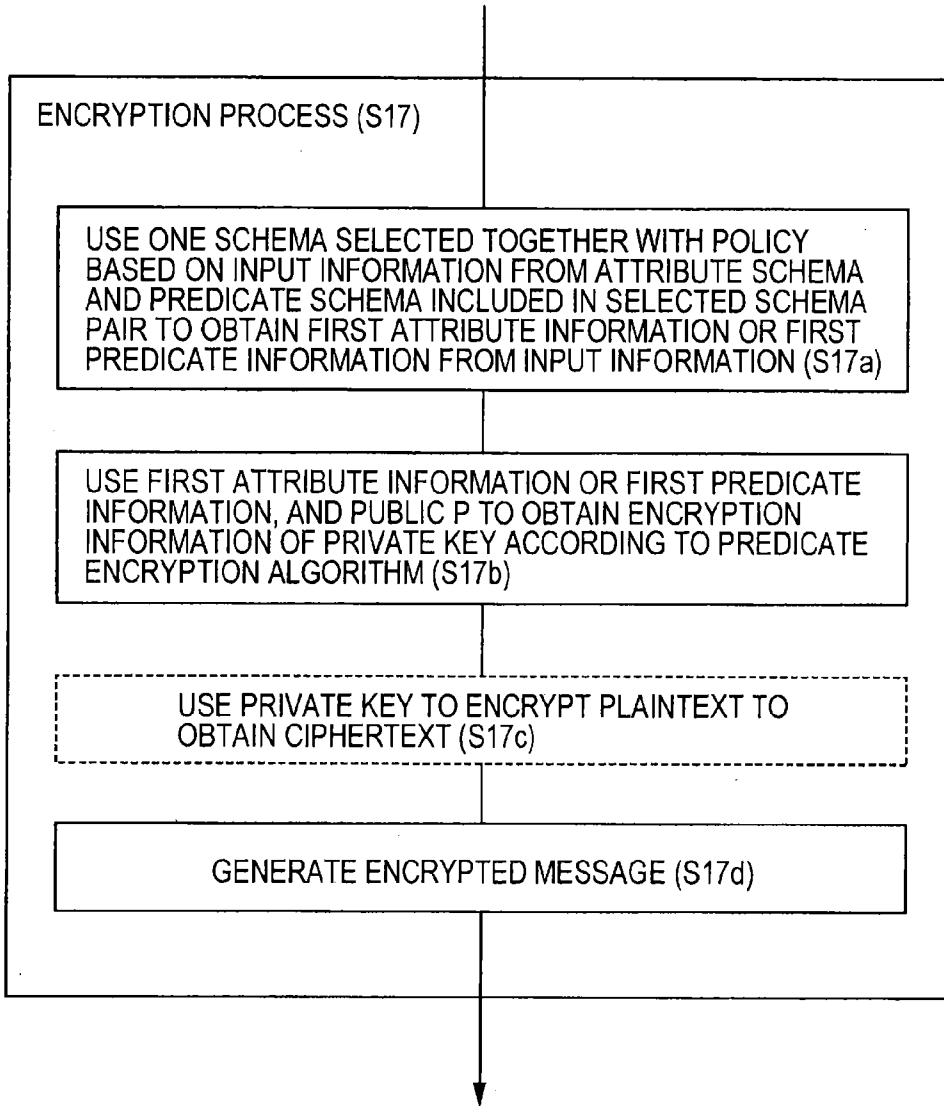 ENCRYPTION PROCESS (S17)
USE ONE SCHEMA SELECTED TOGETHER WITH POLICY
BASED ON INPUT INFORMATION FROM ATTRIBUTE SCHEMA
AND PREDICATE SCHEMA INCLUDED IN SELECTED SCHEMA
PAIR TO OBTAIN FIRST ATTRIBUTE INFORMATION OR FIRST
PREDICATE INFORMATION FROM INPUT INFORMATION (S17a)
USE FIRST ATTRIBUTE INFORMATION OR FIRST PREDICATE
INFORMATION, AND PUBLIC P TO OBTAIN ENCRYPTION
INFORMATION OF PRIVATE KEY ACCORDING TO PREDICATE
ENCRYPTION ALGORITHM (S17b)
USE PRIVATE KEY TO ENCRYPT PLAINTEXT TO
OBTAIN CIPHERTEXT (S17c)
GENERATE ENCRYPTED MESSAGE (S17d)